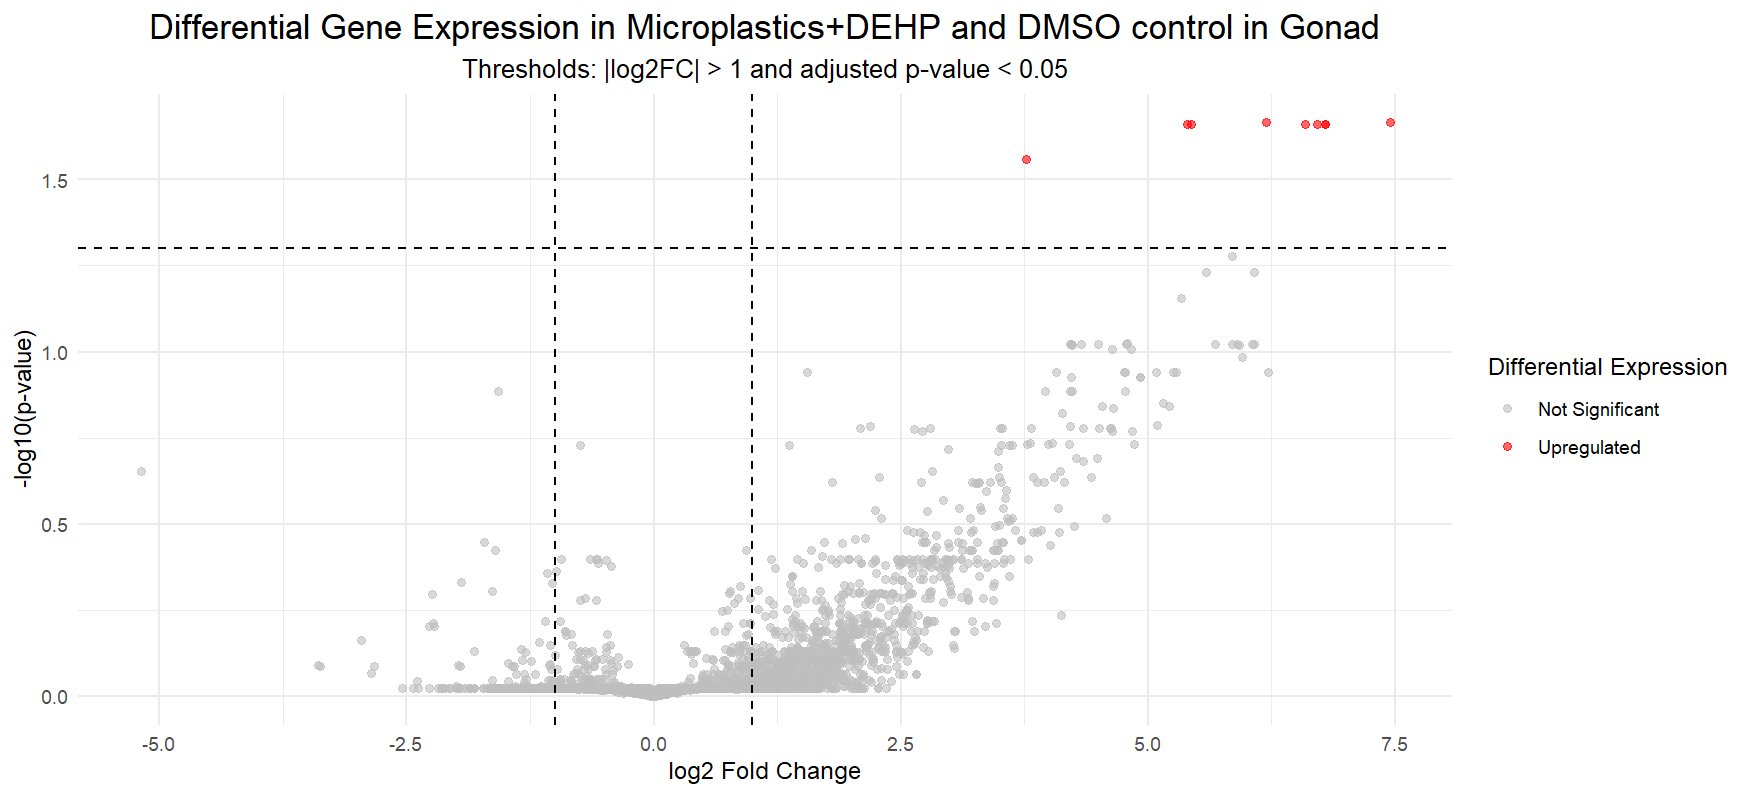 Differential Gene Expression in Microplastics+DEHP and DMSO control in Gonad
Thresholds: |log2FC| > 1 and adjusted p-value < 0.05
-log10(p-value)
1.5
1.0
0.5
0.0
-5.0
-2.5
0.0
2.5
5.0
7.5
log2 Fold Change
Differential Expression
Not Significant
Upregulated